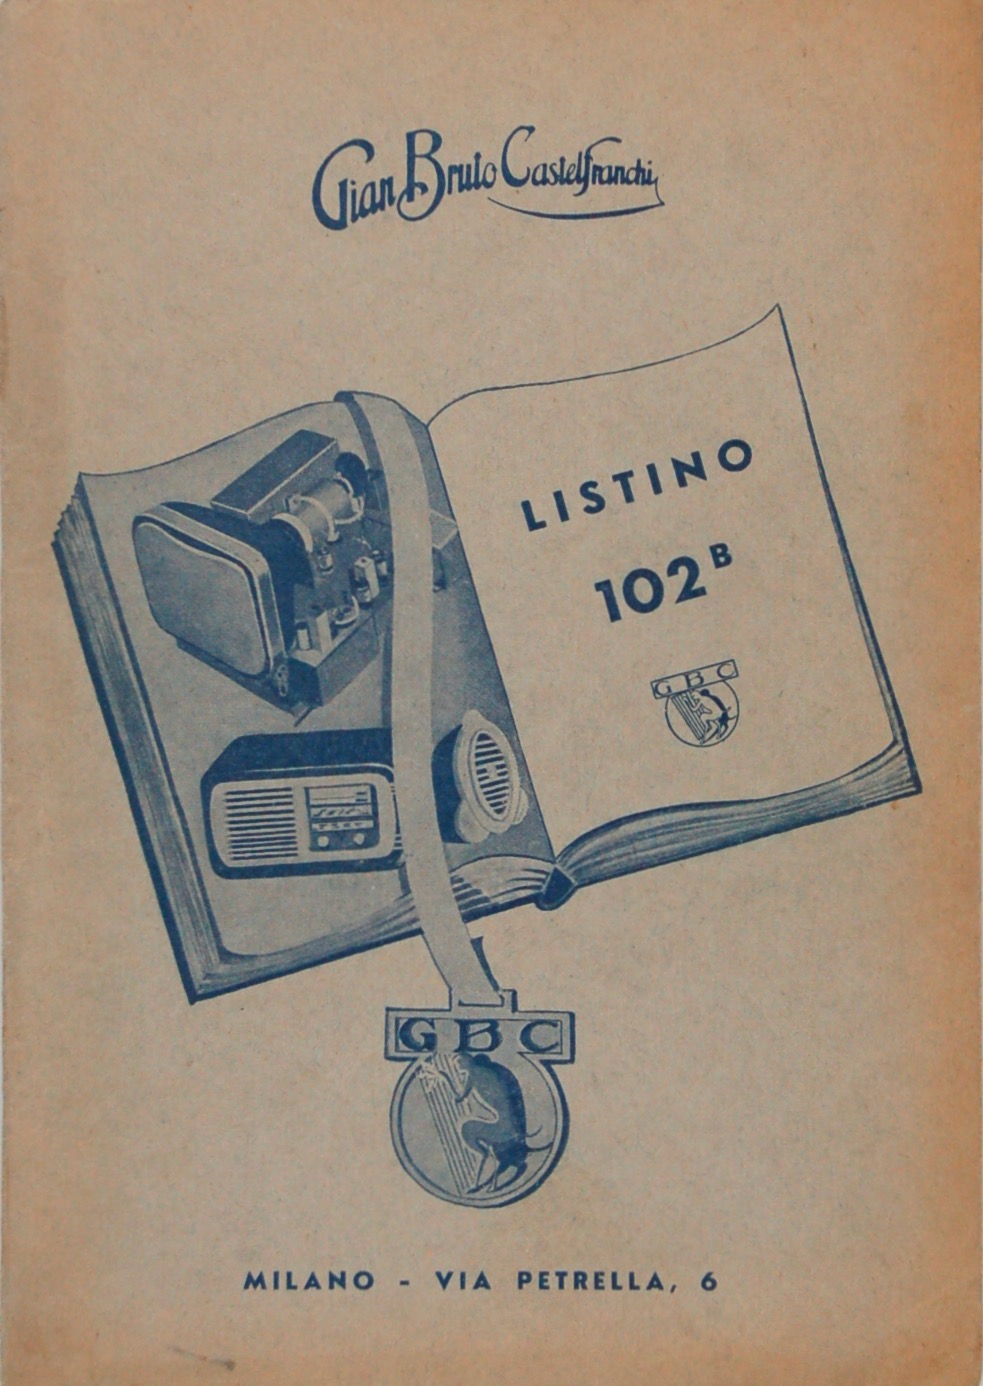 Gian Bruto Castelfranchi
LISTINO
102 B
GBC
GBC
MILANO - VIA PETRELLA, 6